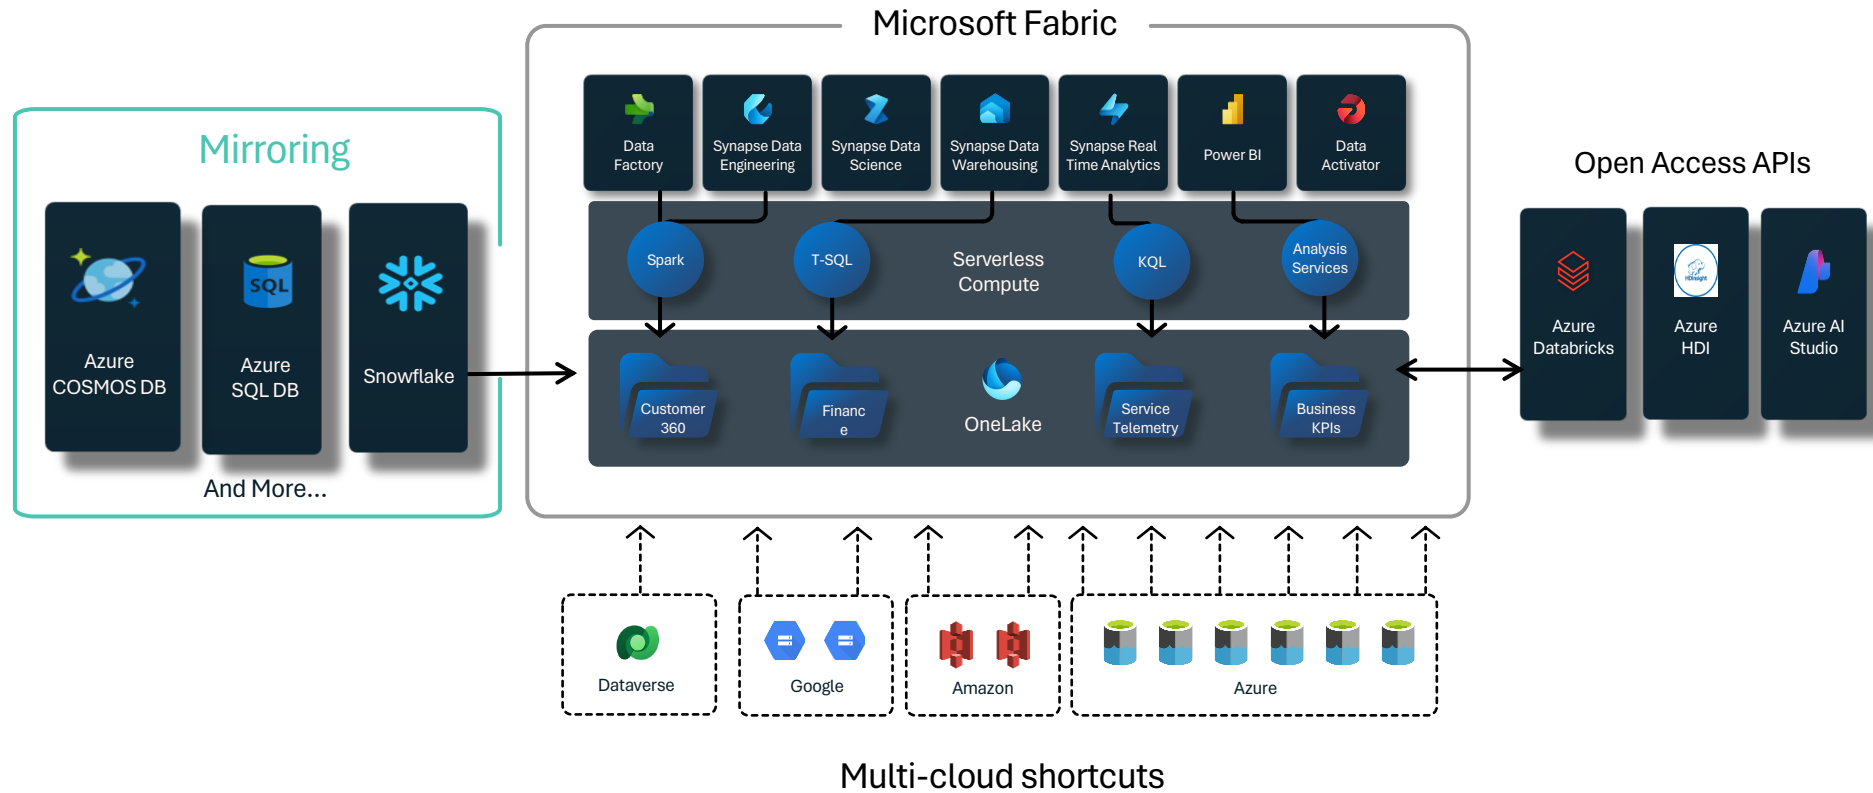 Microsoft Fabric
Data
Factory
Synapse Data
Engineering
Synapse Data
Science
Synapse Data
Warehousing
Synapse Real
Time Analytics
Power BI
Data
Activator
Mirroring
Azure
COSMOS DB
SQL
Azure
SQL DB
Snowflake
And More...
Spark
T-SQL
Serverless
Compute
KQL
Analysis
Services
Customer
360
Financ
e
OneLake
Service
Telemetry
Business
KPIs
Open Access APIs
Azure
Databricks
HDInsight
Azure
HDI
Azure AI
Studio
Dataverse
Google
Amazon
Azure
Multi-cloud shortcuts